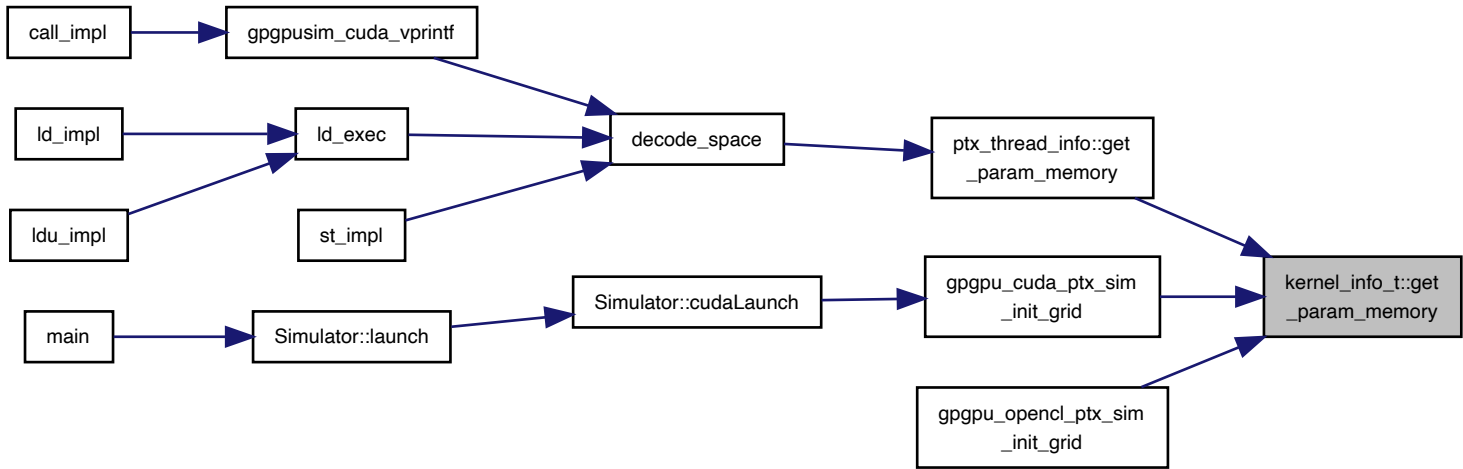 call_impl
gpgpusim_cuda_vprintf
ld_impl
ld_exec
decode_space
ptx_thread_info::get
_param_memory
ldu_impl
st_impl
gpgpu_cuda_ptx_sim
_init_grid
kernel_info_t::get
_param_memory
Simulator::cudaLaunch
main
Simulator::launch
gpgpu_opencl_ptx_sim
_init_grid